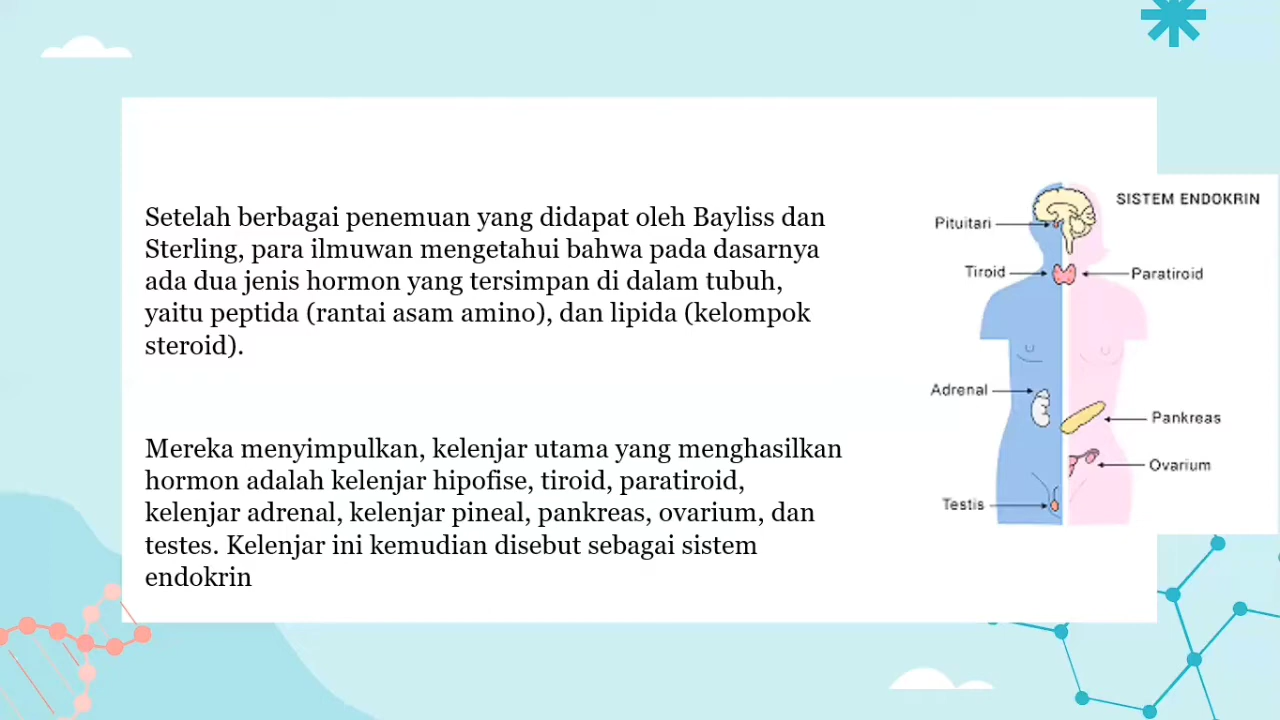 Setelah berbagai penemuan yang didapat oleh Bayliss dan
Sterling, para ilmuwan mengetahui bahwa pada dasarnya
ada dua jenis hormon yang tersimpan di dalam tubuh,
yaitu peptida (rantai asam amino), dan lipida (kelompok
steroid).
Mereka menyimpulkan, kelenjar utama yang menghasilkan
hormon adalah kelenjar hipofise, tiroid, paratiroid,
kelenjar adrenal, kelenjar pineal, pankreas, ovarium, dan
testes. Kelenjar ini kemudian disebut sebagai sistem
endokrin
SISTEM ENDOKRIN
Pituitari
Tiroid
Paratiroid
Adrenal
Pankreas
Ovarium
Testis